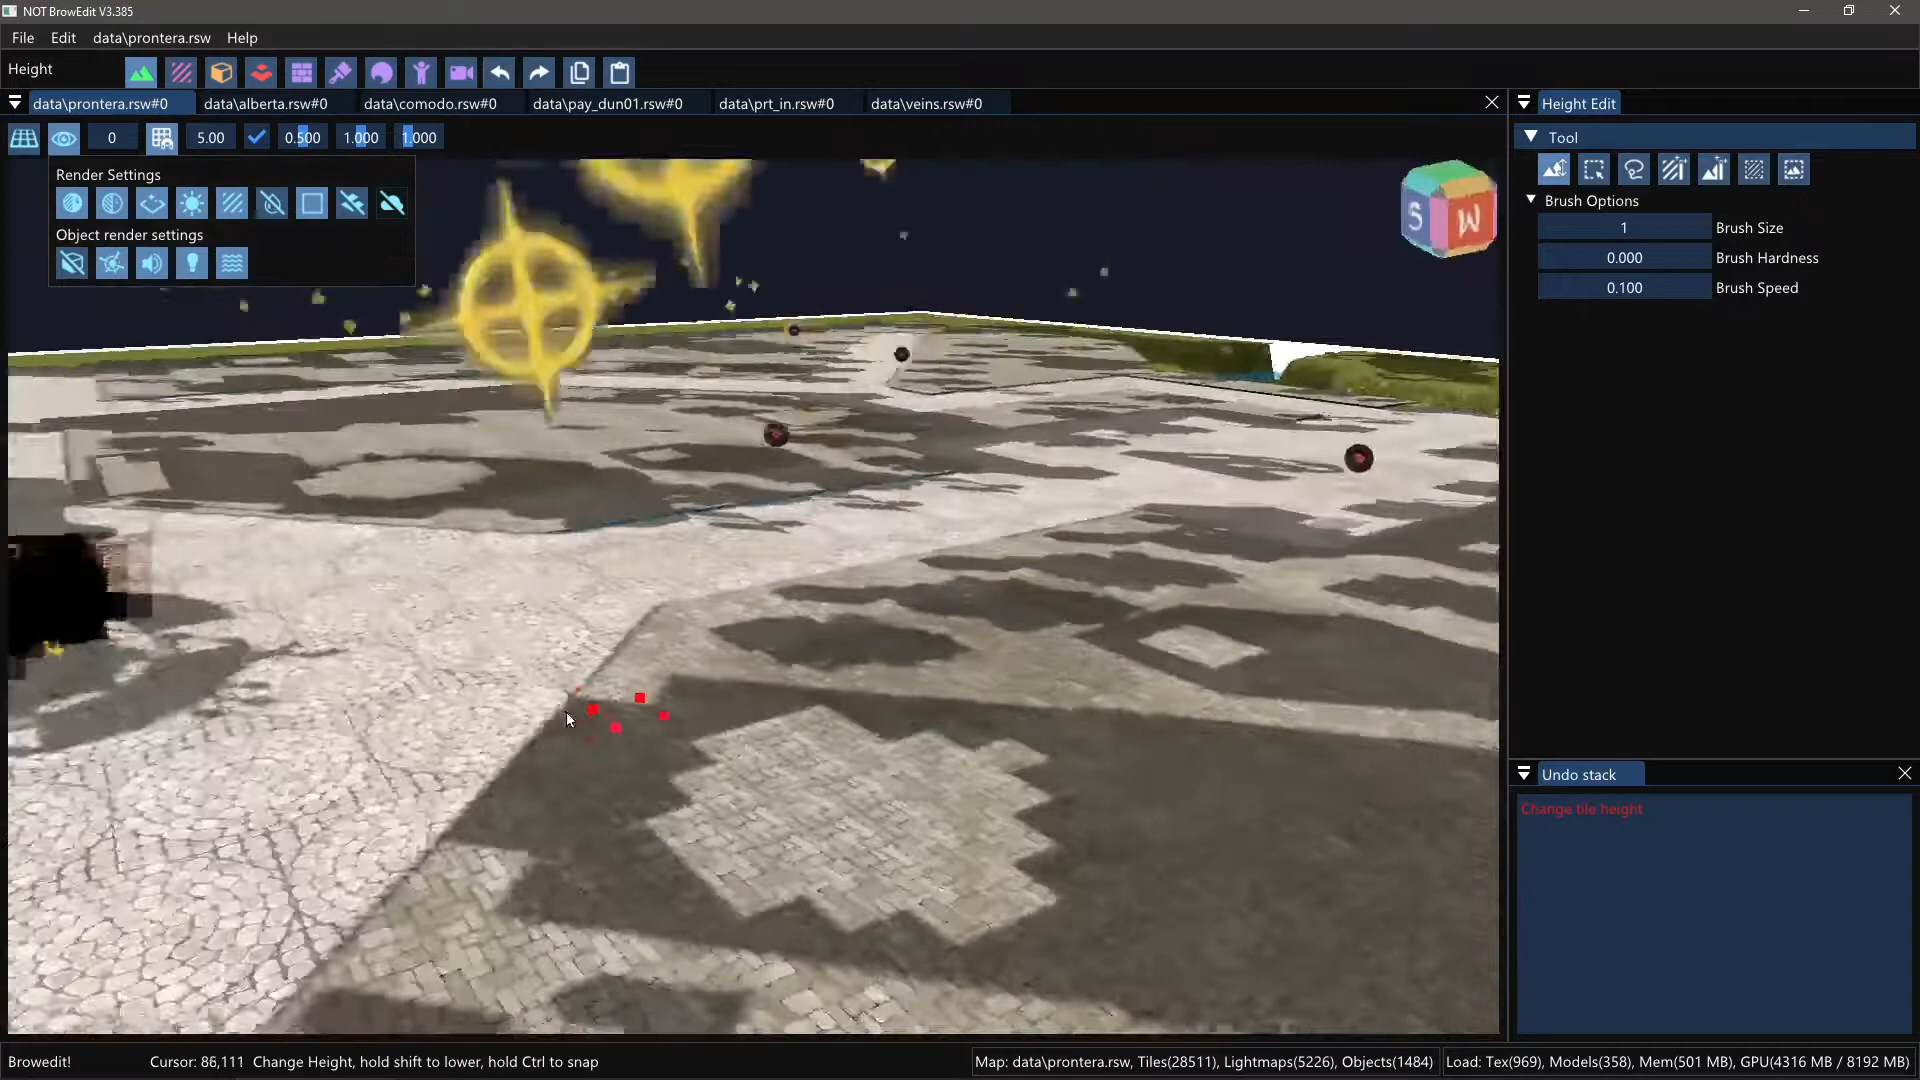 NOT BrowEdit V3.385
File Edit data\prontera.rsw Help
Height
data\prontera.rsw#0 data\alberta.rsw#0 data\comodo.rsw#0 data\pay_dun01.rsw#0 data\prt_in.rsw#0 data\veins.rsw#0
0 5.00 0.500 1.000 1.000
Render Settings
Object render settings
S W
Height Edit
Tool
Brush Options
1 Brush Size
0.000 Brush Hardness
0.100 Brush Speed
Undo stack
Change tile height
Browedit! Cursor: 86,111 Change Height, hold shift to lower, hold Ctrl to snap
Map: data\prontera.rsw, Tiles(28511), Lightmaps(5226), Objects(1484) Load: Tex(969), Models(358), Mem(501 MB), GPU(4316 MB / 8192 MB)